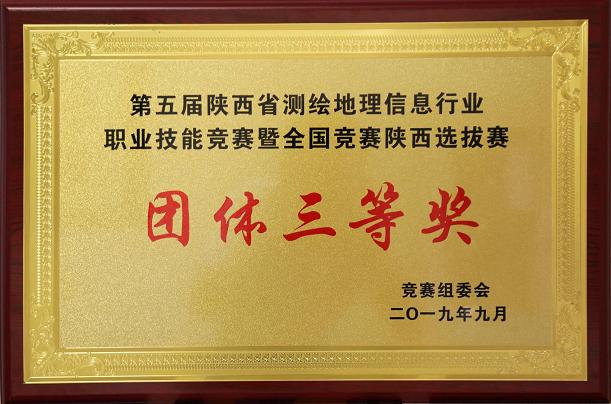 第五届陕西省测绘地理信息行业
职业技能竞赛暨全国竞赛陕西选拔赛
团体三等奖
竞赛组委会
二〇一九年九月